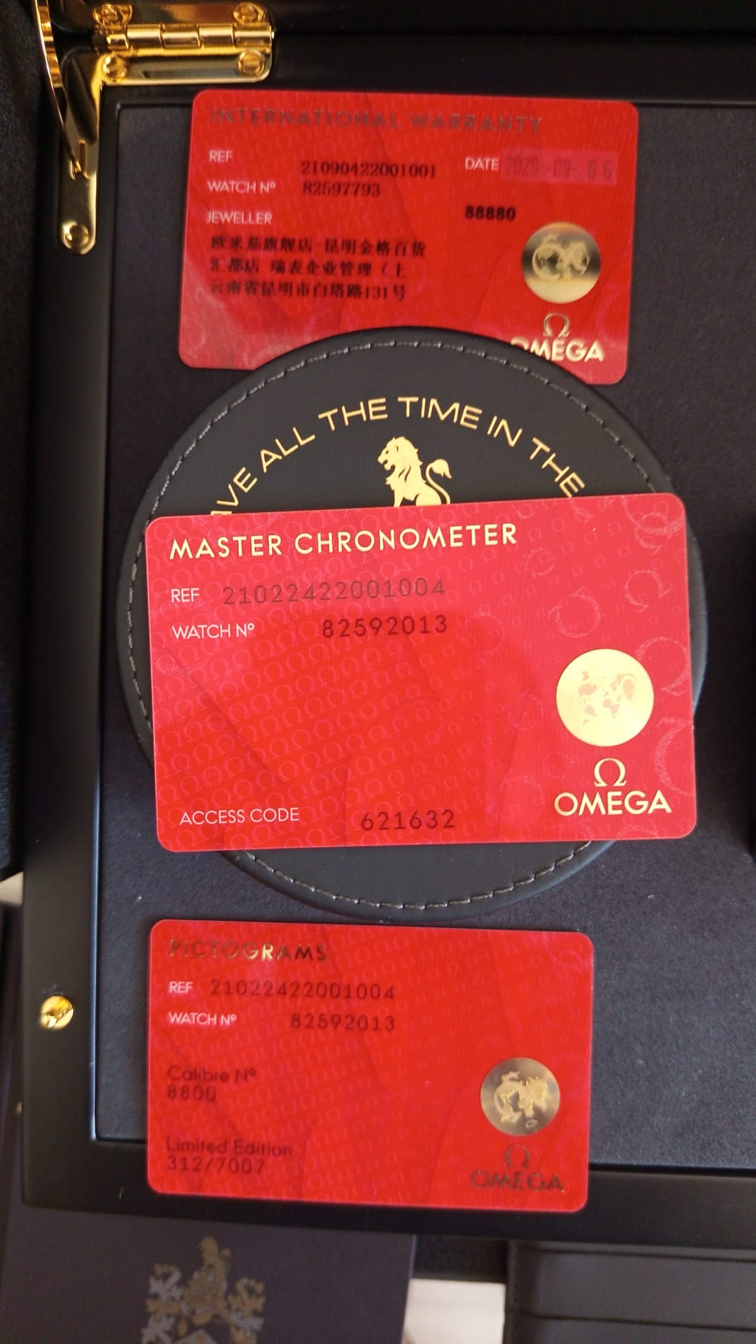 INTERNATIONAL WARRANTY
REF 21090422001001 DATE 2020-09-06
WATCH Nº 82597793
JEWELLER 88880
欧米茄旗舰店-昆明金格百货
汇都店 瑞表企业管理（上
云南省昆明市白塔路131号
Ω
OMEGA
ALL THE TIME IN THE
MASTER CHRONOMETER
REF 21022422001004
WATCH Nº 82592013
Ω
OMEGA
ACCESS CODE 621632
PICTOGRAMS
REF 21022422001004
WATCH Nº 82592013
Calibre Nº
8800
Limited Edition
312/7007
Ω
OMEGA